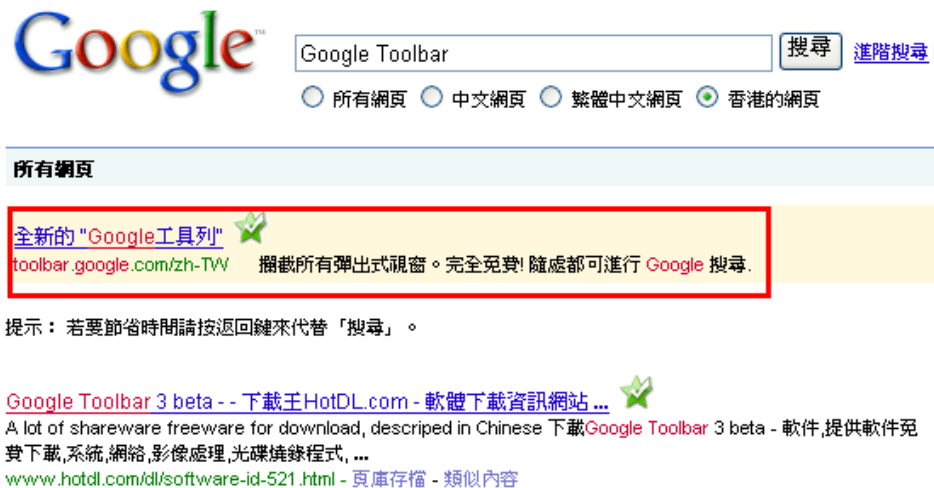 Google™
Google Toolbar 搜尋 進階搜尋
所有網頁 中文網頁 繁體中文網頁 香港的網頁
所有網頁
全新的 "Google工具列"
toolbar.google.com/zh-TW 攔截所有彈出式視窗。完全免費! 隨處都可進行 Google 搜尋.
提示： 若要節省時間請按返回鍵來代替「搜尋」。
Google Toolbar 3 beta - - 下載王HotDL.com - 軟體下載資訊網站 ...
A lot of shareware freeware for download, descriped in Chinese 下載Google Toolbar 3 beta - 軟件,提供軟件免
費下載,系統,網絡,影像處理,光碟燒錄程式, ...
www.hotdl.com/dl/software-id-521.html - 頁庫存檔 - 類似內容